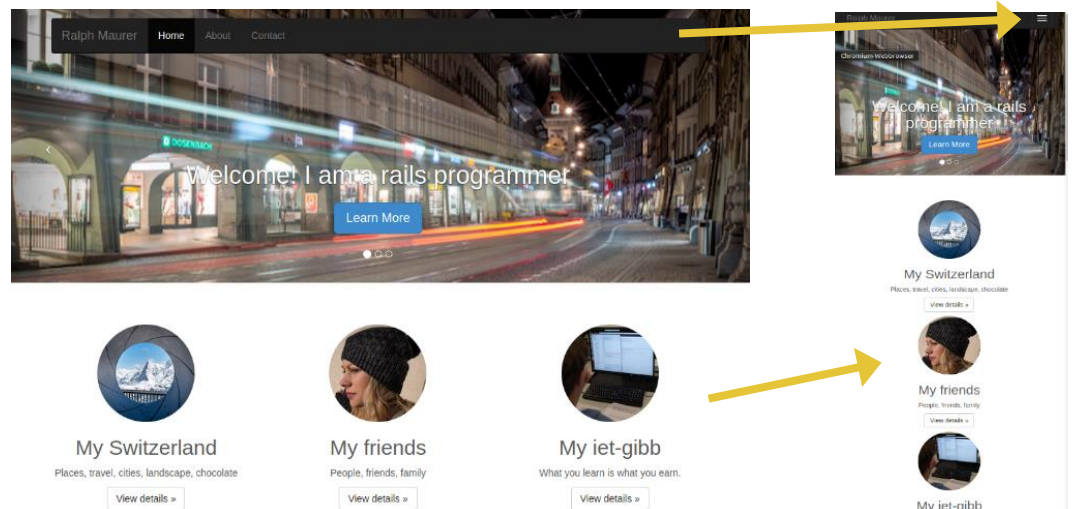 Ralph Maurer Home About Contact
DOSENBACH
Welcome! I am a rails programmer
Learn More
My Switzerland
Places, travel, cities, landscape, chocolate
View details »
My friends
People, friends, family
View details »
My iet-gibb
What you learn is what you earn.
View details »
Ralph Maurer
Chromium Webbrowser
Welcome! I am a rails
programmer
Learn More
My Switzerland
Places, travel, cities, landscape, chocolate
View details »
My friends
People, friends, family
View details »
My iet-gibb